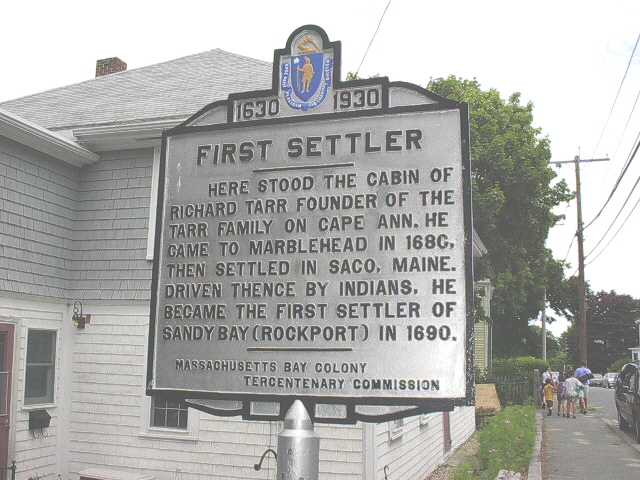 1630 1930
FIRST SETTLER
HERE STOOD THE CABIN OF
RICHARD TARR FOUNDER OF THE
TARR FAMILY ON CAPE ANN. HE
CAME TO MARBLEHEAD IN 1680,
THEN SETTLED IN SACO, MAINE.
DRIVEN THENCE BY INDIANS, HE
BECAME THE FIRST SETTLER OF
SANDY BAY (ROCKPORT) IN 1690.
MASSACHUSETTS BAY COLONY
TERCENTENARY COMMISSION